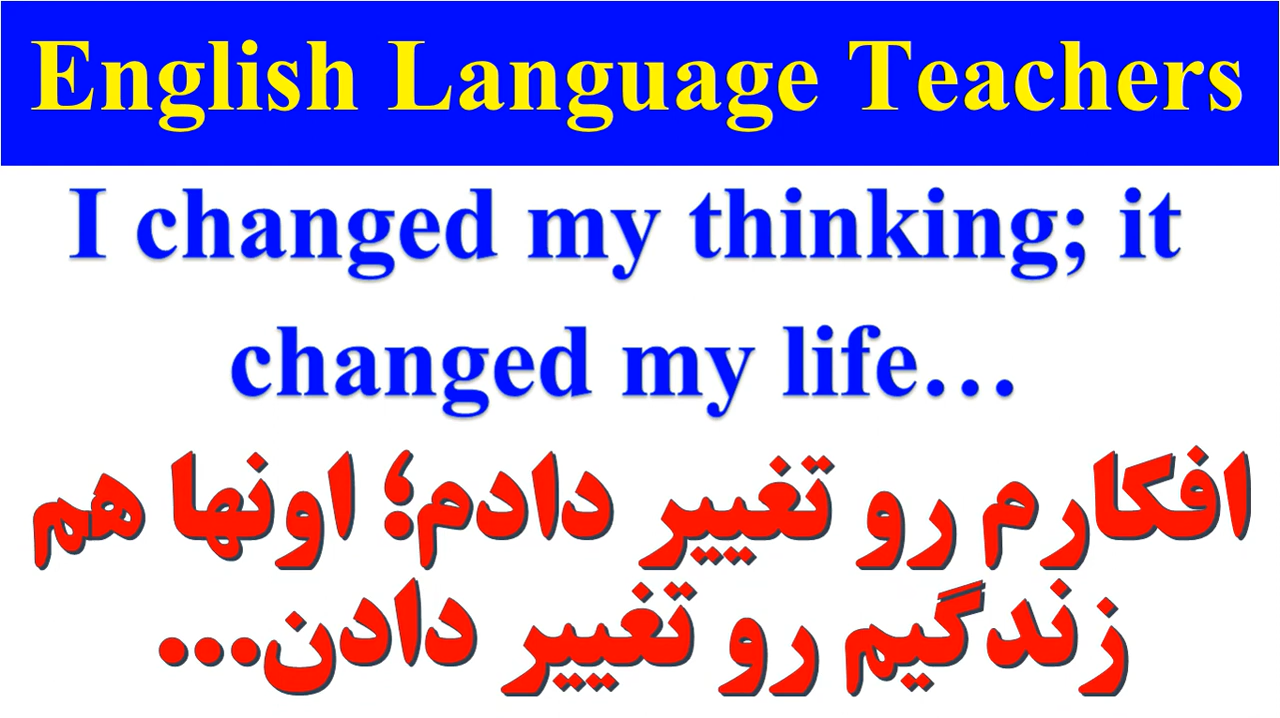 English Language Teachers
I changed my thinking; it
changed my life…
افکارم رو تغییر دادم؛ اونها هم
زندگیم رو تغییر دادن...